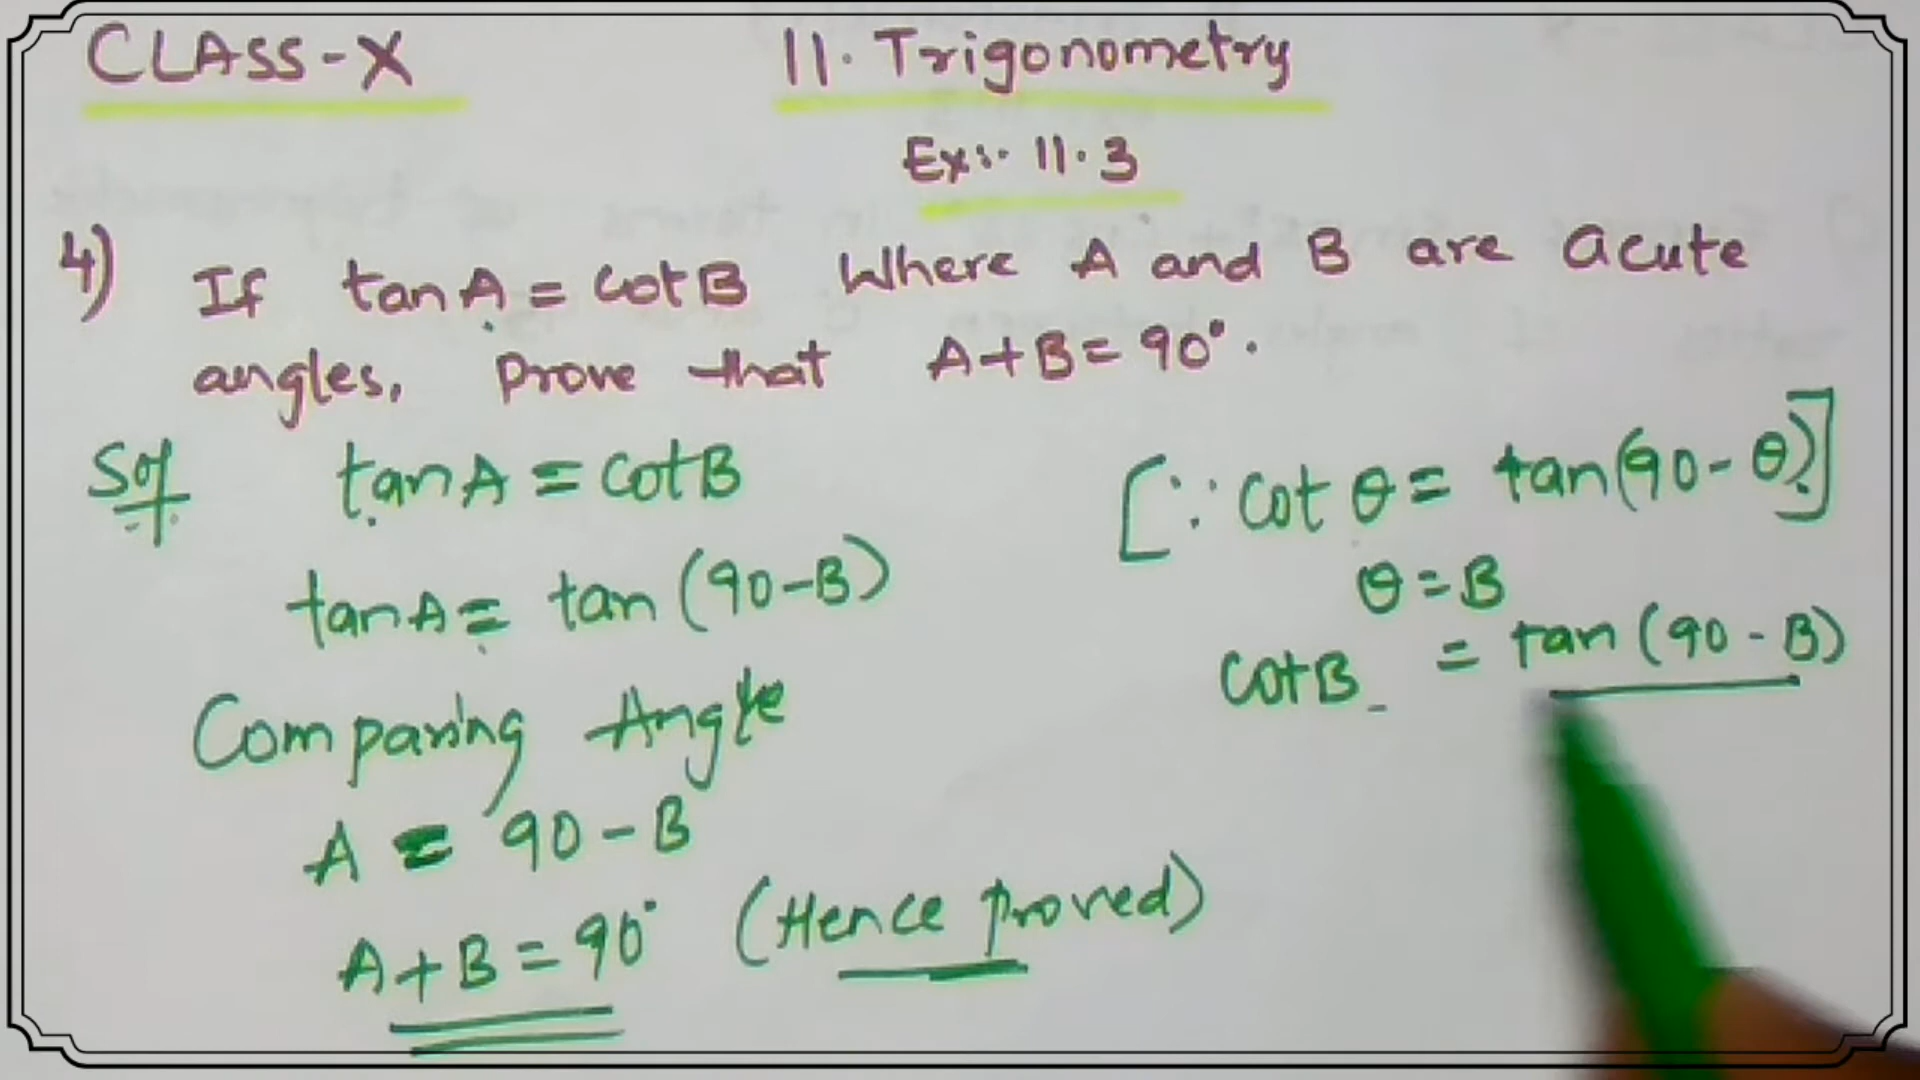 CLASS-X
11. Trigonometry
Ex:- 11.3
4) If tan A = cot B Where A and B are acute
angles, prove that A+B = 90°.
Sol tan A = cot B
[∵ cot θ = tan(90-θ)]
tan A = tan (90-B)
θ = B
cot B = tan (90 - B)
Comparing Angle
A = 90 - B
A + B = 90° (Hence proved)